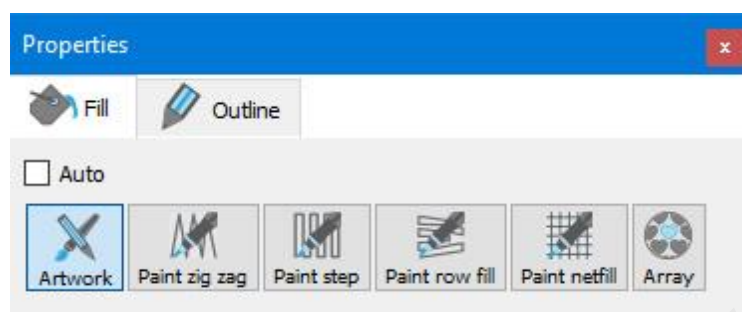 Properties
x
Fill Outline
Auto
Artwork Paint zig zag Paint step Paint row fill Paint netfill Array